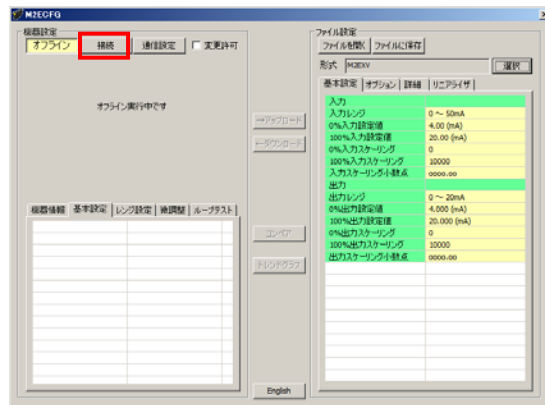 M2ECFG
機器設定
オフライン 接続 通信設定 変更許可
オフライン実行中です
機器情報 基本設定 レンジ設定 微調整 ループテスト
→アップロード
←ダウンロード
コンペア
トレンドグラフ
English
ファイル設定
ファイルを開く ファイルに保存
形式 M2EXV 選択
基本設定 オプション 詳細 リニアライザ
入力
入力レンジ 0 ～ 50mA
0%入力設定値 4.00 (mA)
100%入力設定値 20.00 (mA)
0%入力スケーリング 0
100%入力スケーリング 10000
入力スケーリング小数点 0000.00
出力
出力レンジ 0 ～ 20mA
0%出力設定値 4.000 (mA)
100%出力設定値 20.000 (mA)
0%出力スケーリング 0
100%出力スケーリング 10000
出力スケーリング小数点 0000.00